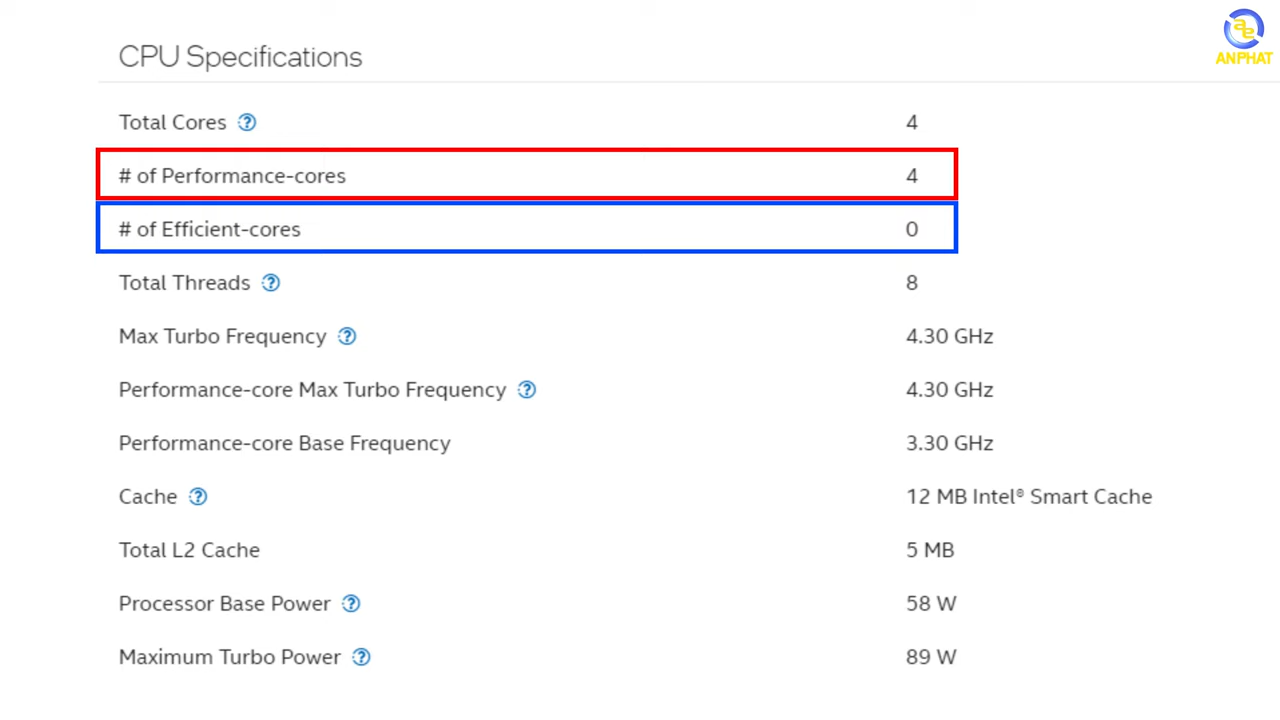 ANPHAT
CPU Specifications
Total Cores ? 4
# of Performance-cores 4
# of Efficient-cores 0
Total Threads ? 8
Max Turbo Frequency ? 4.30 GHz
Performance-core Max Turbo Frequency ? 4.30 GHz
Performance-core Base Frequency 3.30 GHz
Cache ? 12 MB Intel® Smart Cache
Total L2 Cache 5 MB
Processor Base Power ? 58 W
Maximum Turbo Power ? 89 W